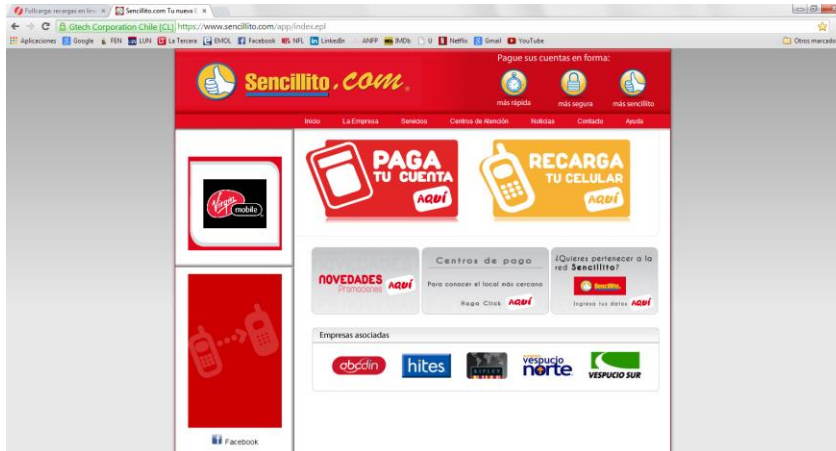 Fullcarga: recargas en line
Sencillito.com Tu nueva f
Gtech Corporation Chile [CL] https://www.sencillito.com/app/index.epl
Aplicaciones Google FEN LUN La Tercera EMOL Facebook NFL LinkedIn ANFP IMDb U Netflix Gmail YouTube Otros marcado
Sencillito.com
Pague sus cuentas en forma:
más rápida más segura más sencillito
Inicio La Empresa Servicios Centros de Atención Noticias Contacto Ayuda
Virgin
mobile
PAGA
TU CUENTA
AQUÍ
RECARGA
TU CELULAR
AQUÍ
NOVEDADES
NOVEDADES
Promociones
AQUÍ
Centros de pago
Para conocer el local más cercano
Haga Click AQUÍ
¿Quieres pertenecer a la
red Sencillito?
Sencillito.
Ingresa tus datos AQUÍ
Empresas asociadas
abcdin
hites
RIPLEY
vespucio
norte
VESPUCIO SUR
Facebook